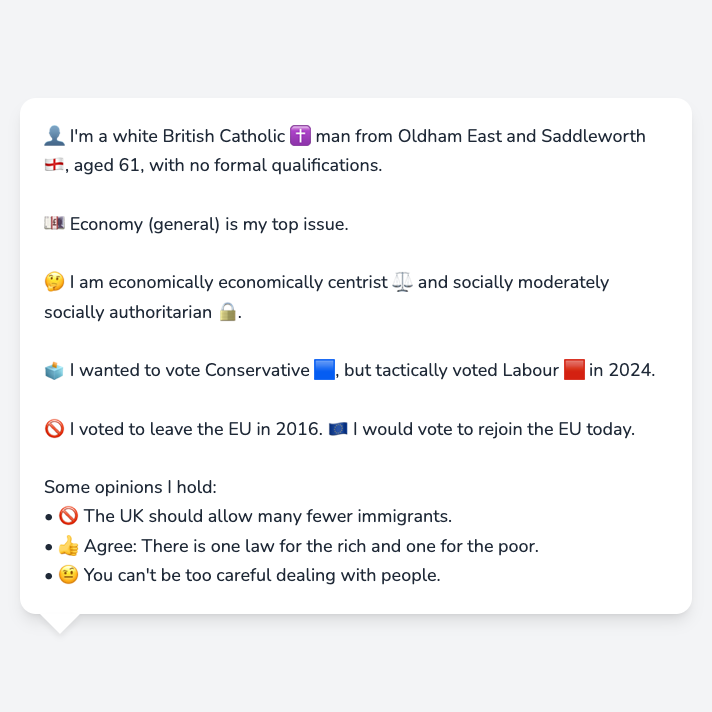 👤 I'm a white British Catholic ✝️ man from Oldham East and Saddleworth
🏴󠁧󠁢󠁥󠁮󠁧󠁿, aged 61, with no formal qualifications.
💷 Economy (general) is my top issue.
🤔 I am economically economically centrist ⚖️ and socially moderately
socially authoritarian 🔒.
🗳️ I wanted to vote Conservative 🟦, but tactically voted Labour 🟥 in 2024.
🚫 I voted to leave the EU in 2016. 🇪🇺 I would vote to rejoin the EU today.
Some opinions I hold:
• 🚫 The UK should allow many fewer immigrants.
• 👍 Agree: There is one law for the rich and one for the poor.
• 🤨 You can't be too careful dealing with people.